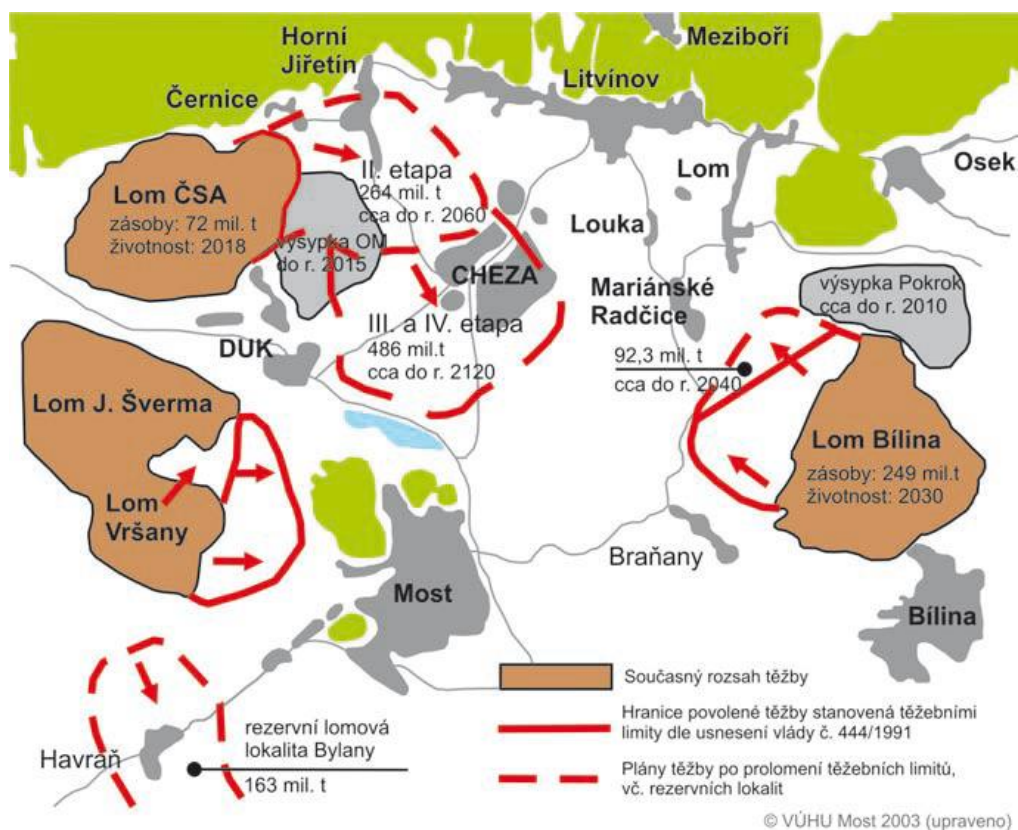 Horní
Jiřetín
Meziboří
Litvínov
Černice
Lom
Osek
II. etapa
264 mil. t
cca do r. 2060
Lom ČSA
zásoby: 72 mil. t
životnost: 2018
výsypka OM
do r. 2015
Louka
CHEZA
Mariánské
Radčice
výsypka Pokrok
cca do r. 2010
III. a IV. etapa
486 mil.t
cca do r. 2120
DUK
92,3 mil. t
cca do r. 2040
Lom J. Šverma
Lom Bílina
zásoby: 249 mil.t
životnost: 2030
Lom
Vršany
Braňany
Most
Bílina
Současný rozsah těžby
Hranice povolené těžby stanovená těžebními
limity dle usnesení vlády č. 444/1991
rezervní lomová
lokalita Bylany
163 mil. t
Havráň
Plány těžby po prolomení těžebních limitů,
vč. rezervních lokalit
© VÚHU Most 2003 (upraveno)